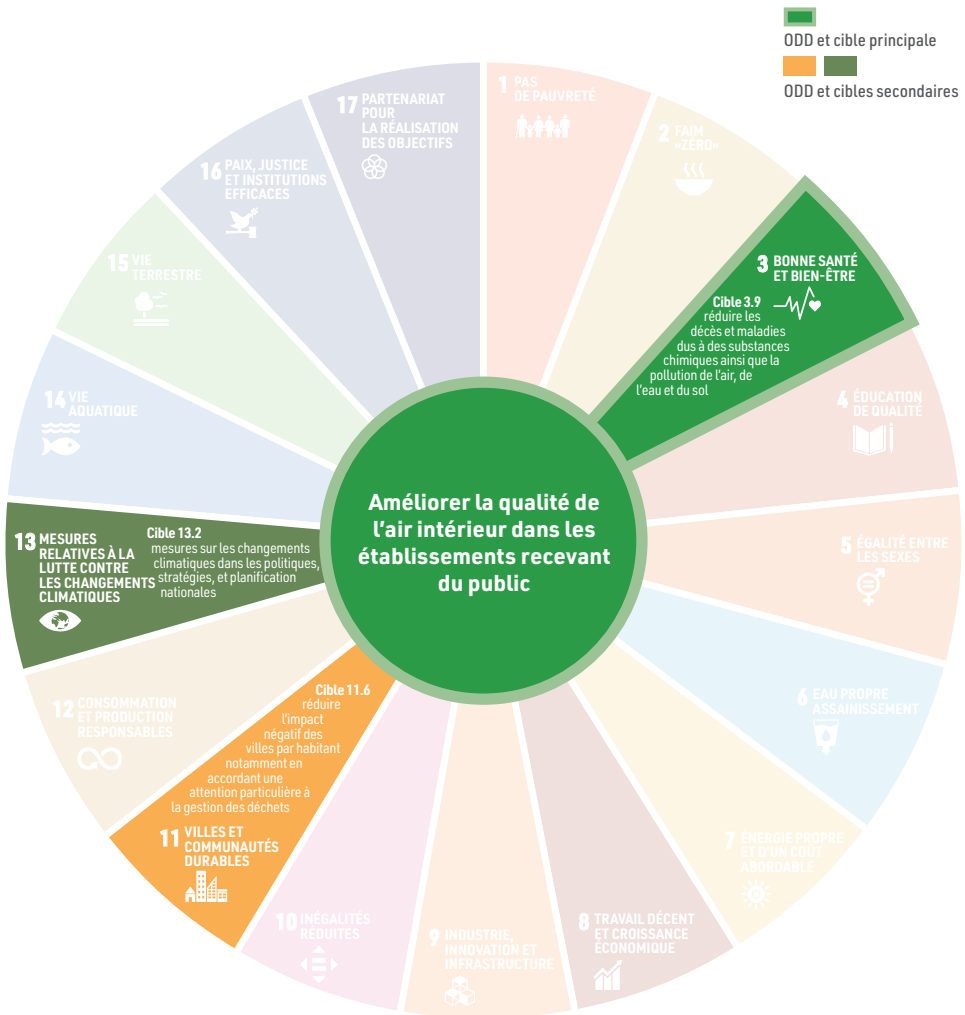 ODD et cible principale
ODD et cibles secondaires
1 PAS
DE PAUVRETÉ
2 FAIM
«ZÉRO»
3 BONNE SANTÉ
ET BIEN-ÊTRE
Cible 3.9
réduire les
décès et maladies
dus à des substances
chimiques ainsi que la
pollution de l'air, de
l'eau et du sol
4 ÉDUCATION
DE QUALITÉ
5 ÉGALITÉ ENTRE
LES SEXES
6 EAU PROPRE
ASSAINISSEMENT
7 ÉNERGIE PROPRE
ET D'UN COÛT
ABORDABLE
8 TRAVAIL DÉCENT
ET CROISSANCE
ÉCONOMIQUE
9 INDUSTRIE,
INNOVATION ET
INFRASTRUCTURE
10 INÉGALITÉS
RÉDUITES
Cible 11.6
réduire
l'impact
négatif des
villes par habitant
notamment en
accordant une
attention particulière à
la gestion des déchets
11 VILLES ET
COMMUNAUTÉS
DURABLES
12 CONSOMMATION
ET PRODUCTION
RESPONSABLES
13 MESURES
RELATIVES À LA
LUTTE CONTRE
LES CHANGEMENTS
CLIMATIQUES
Cible 13.2
mesures sur les changements
climatiques dans les politiques,
stratégies, et planification
nationales
14 VIE
AQUATIQUE
15 VIE
TERRESTRE
16 PAIX, JUSTICE
ET INSTITUTIONS
EFFICACES
17 PARTENARIAT
POUR
LA RÉALISATION
DES OBJECTIFS
Améliorer la qualité de
l'air intérieur dans les
établissements recevant
du public